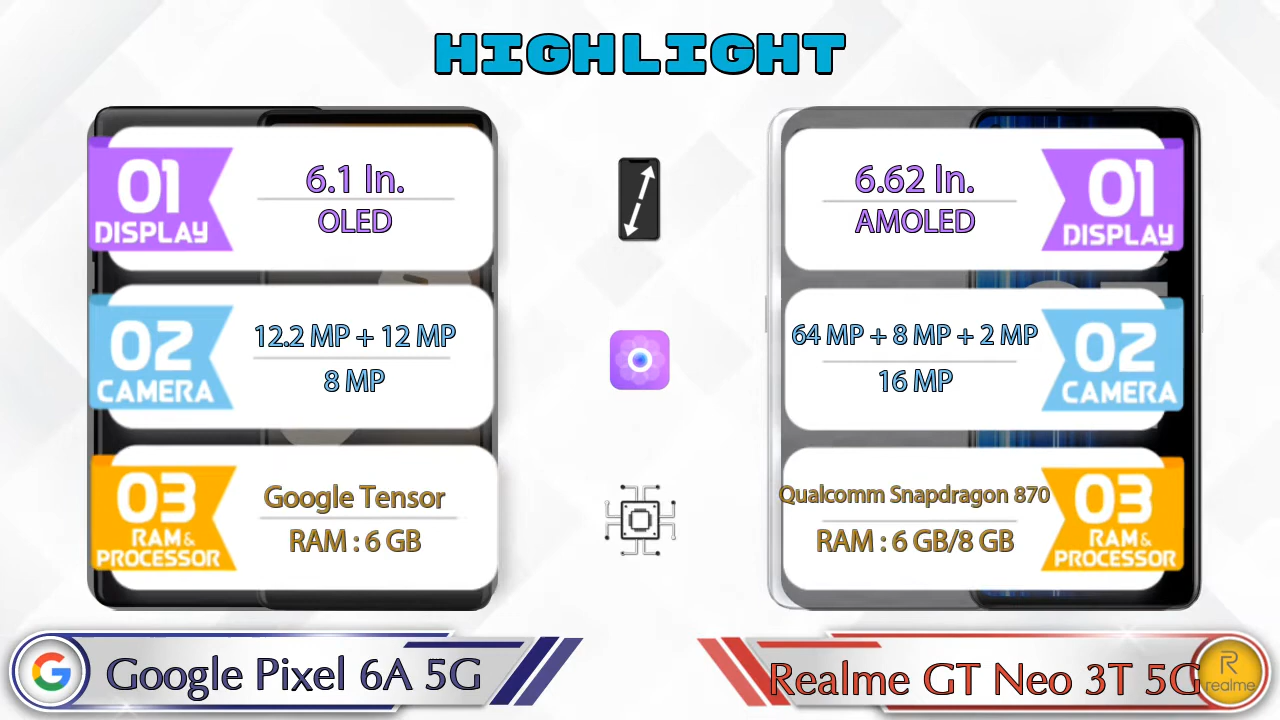 HIGHLIGHT
01
DISPLAY
6.1 In.
OLED
02
CAMERA
12.2 MP + 12 MP
8 MP
03
RAM &
PROCESSOR
Google Tensor
RAM : 6 GB
6.62 In.
AMOLED
01
DISPLAY
64 MP + 8 MP + 2 MP
16 MP
02
CAMERA
Qualcomm Snapdragon 870
RAM : 6 GB/8 GB
03
RAM &
PROCESSOR
G
Google Pixel 6A 5G
Realme GT Neo 3T 5G
R
realme